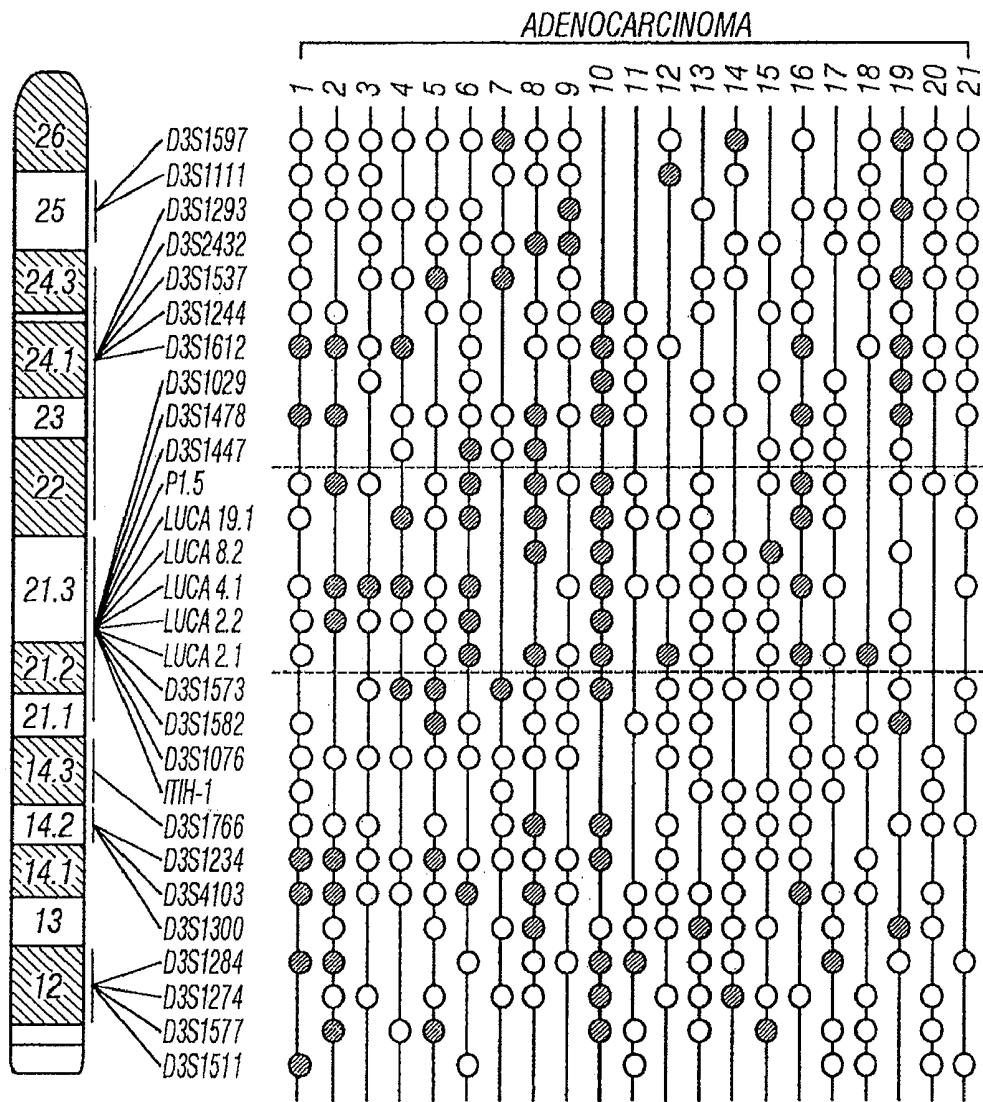 ADENOCARCINOMA
1 2 3 4 5 6 7 8 9 10 11 12 13 14 15 16 17 18 19 20 21
26
25
24.3
24.1
23
22
21.3
21.2
21.1
14.3
14.2
14.1
13
12
D3S1597
D3S1111
D3S1293
D3S2432
D3S1537
D3S1244
D3S1612
D3S1029
D3S1478
D3S1447
P1.5
LUCA 19.1
LUCA 8.2
LUCA 4.1
LUCA 2.2
LUCA 2.1
D3S1573
D3S1582
D3S1076
ITIH-1
D3S1766
D3S1234
D3S4103
D3S1300
D3S1284
D3S1274
D3S1577
D3S1511